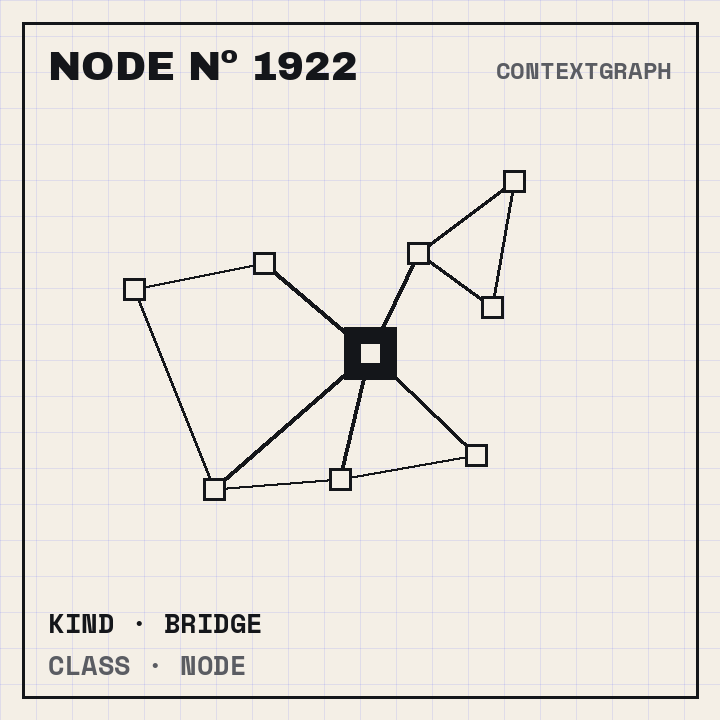 NODE Nº 1922
CONTEXTGRAPH
KIND · BRIDGE
CLASS · NODE